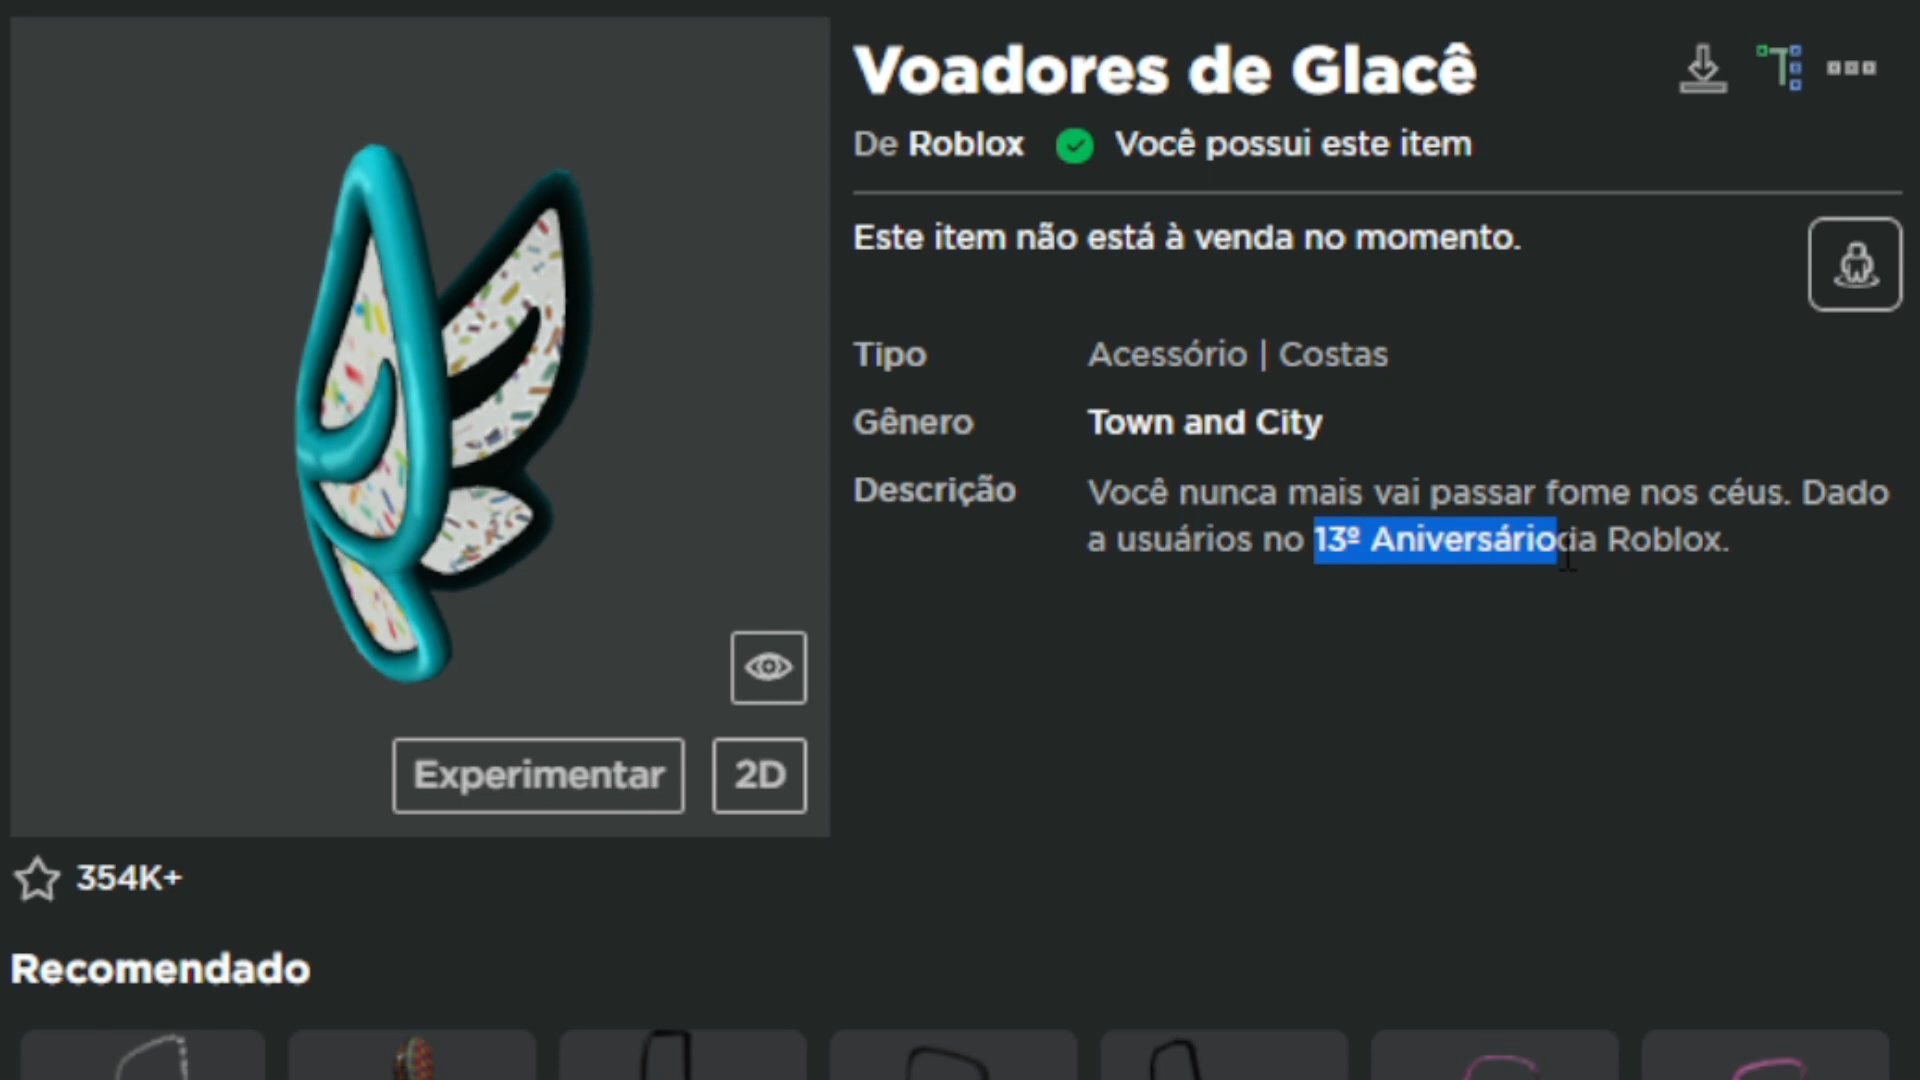 Voadores de Glacê
De Roblox Você possui este item
Este item não está à venda no momento.
Tipo Acessório | Costas
Gênero Town and City
Descrição Você nunca mais vai passar fome nos céus. Dado
a usuários no 13º Aniversário da Roblox.
Experimentar 2D
354K+
Recomendado